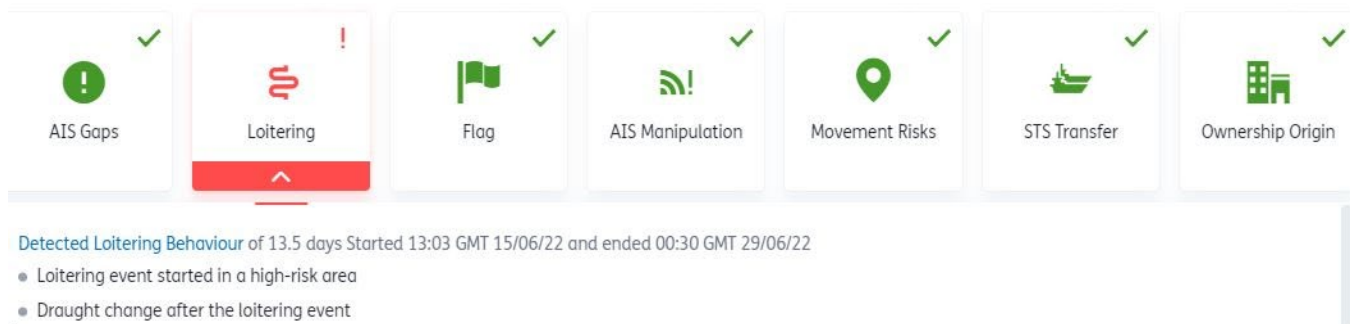 AIS Gaps
Loitering
Flag
AIS Manipulation
Movement Risks
STS Transfer
Ownership Origin
Detected Loitering Behaviour of 13.5 days Started 13:03 GMT 15/06/22 and ended 00:30 GMT 29/06/22
Loitering event started in a high-risk area
Draught change after the loitering event